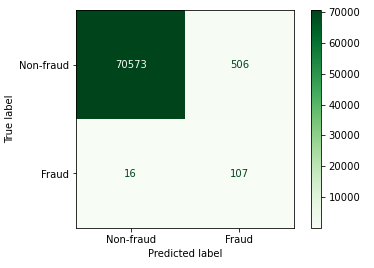 70000
Non-fraud 70573 506
60000
50000
40000
True label
30000
Fraud 16 107
20000
10000
Non-fraud Fraud
Predicted label